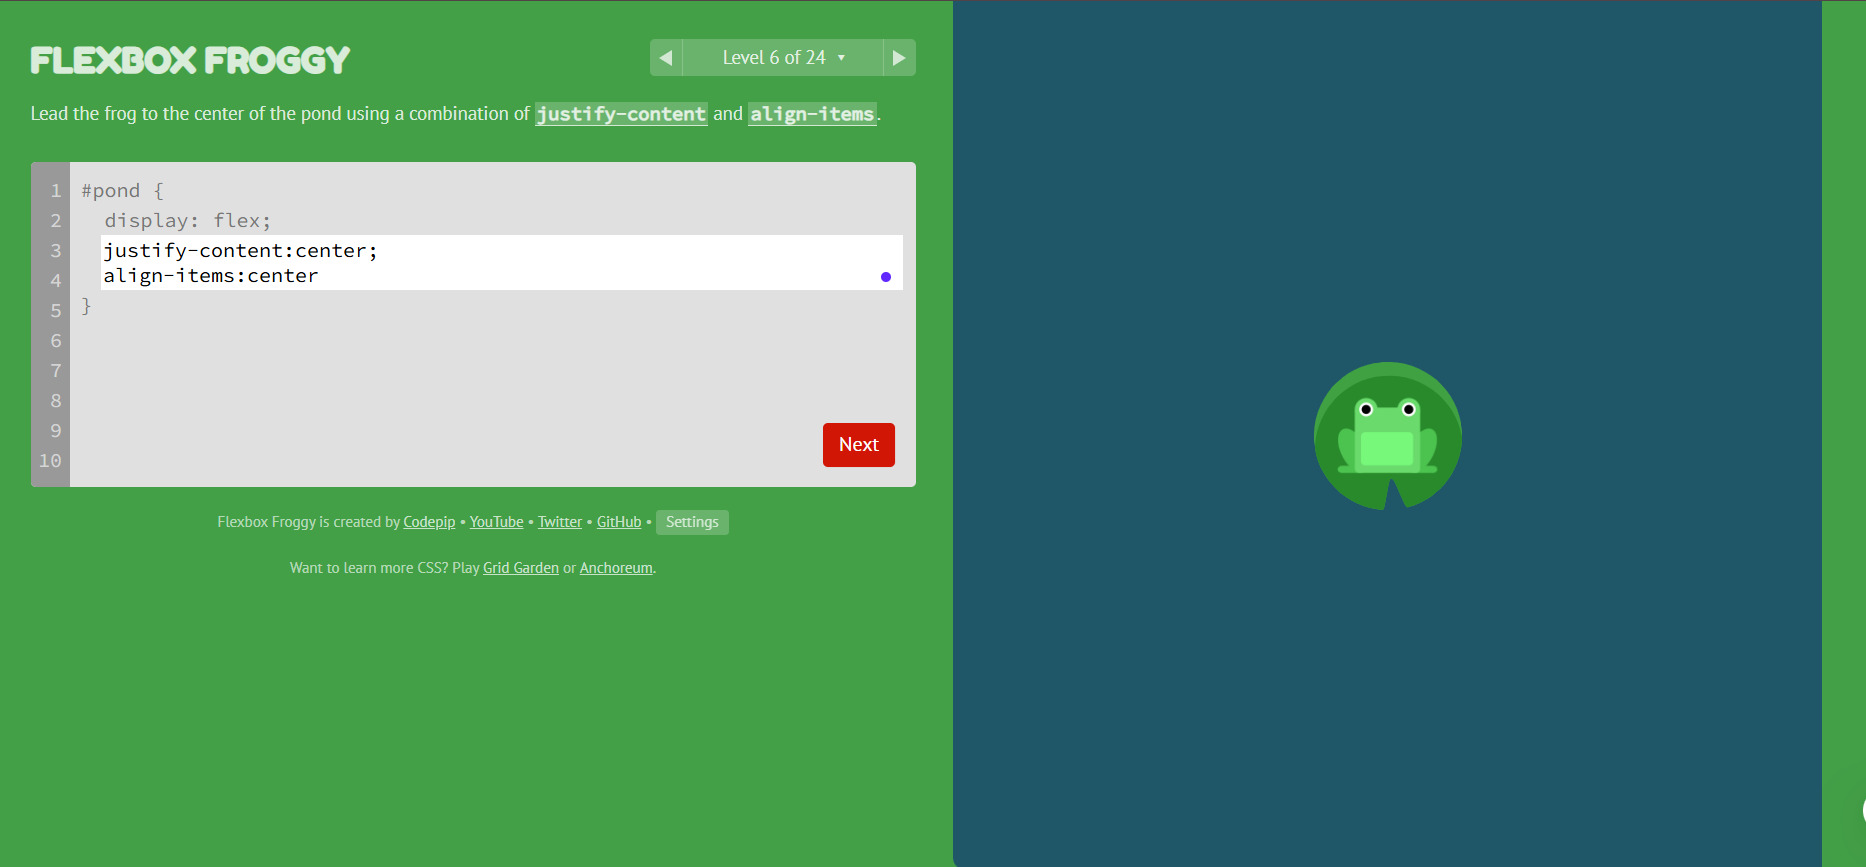 FLEXBOX FROGGY
◀ Level 6 of 24 ▾ ▶
Lead the frog to the center of the pond using a combination of justify-content and align-items.
1 #pond {
2 display: flex;
3 justify-content:center;
4 align-items:center
5 }
6
7
8
9
10
Next
Flexbox Froggy is created by Codepip • YouTube • Twitter • GitHub • Settings
Want to learn more CSS? Play Grid Garden or Anchoreum.